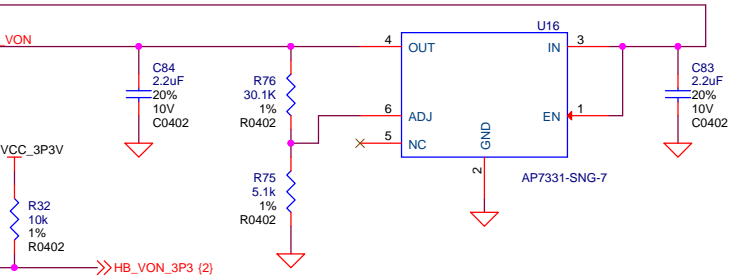 _VON
U16
4
OUT
IN
3
C84
2.2uF
20%
10V
C0402
R76
30.1K
1%
R0402
C83
2.2uF
20%
10V
C0402
6
ADJ
EN
1
5
NC
GND
2
AP7331-SNG-7
VCC_3P3V
R75
5.1k
1%
R0402
R32
10k
1%
R0402
HB_VON_3P3 {2}